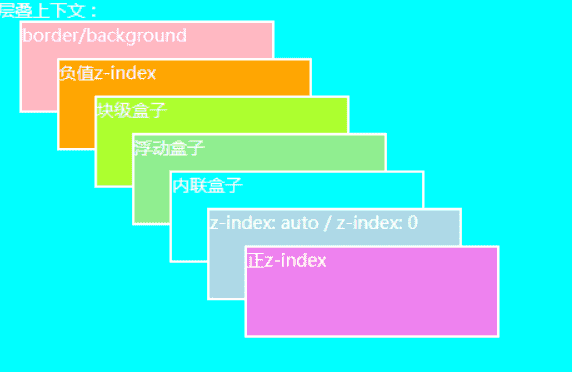 层叠上下文：
border/background
负值z-index
块级盒子
浮动盒子
内联盒子
z-index: auto / z-index: 0
正z-index